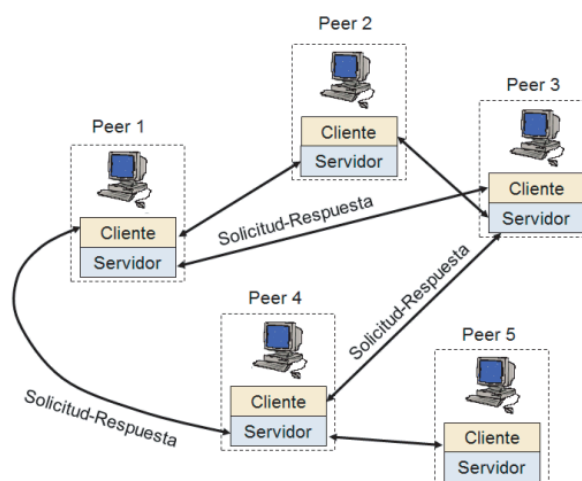 Peer 2
Cliente
Servidor
Peer 3
Cliente
Servidor
Peer 1
Cliente
Servidor
Solicitud-Respuesta
Solicitud-Respuesta
Peer 4
Cliente
Servidor
Solicitud-Respuesta
Peer 5
Cliente
Servidor